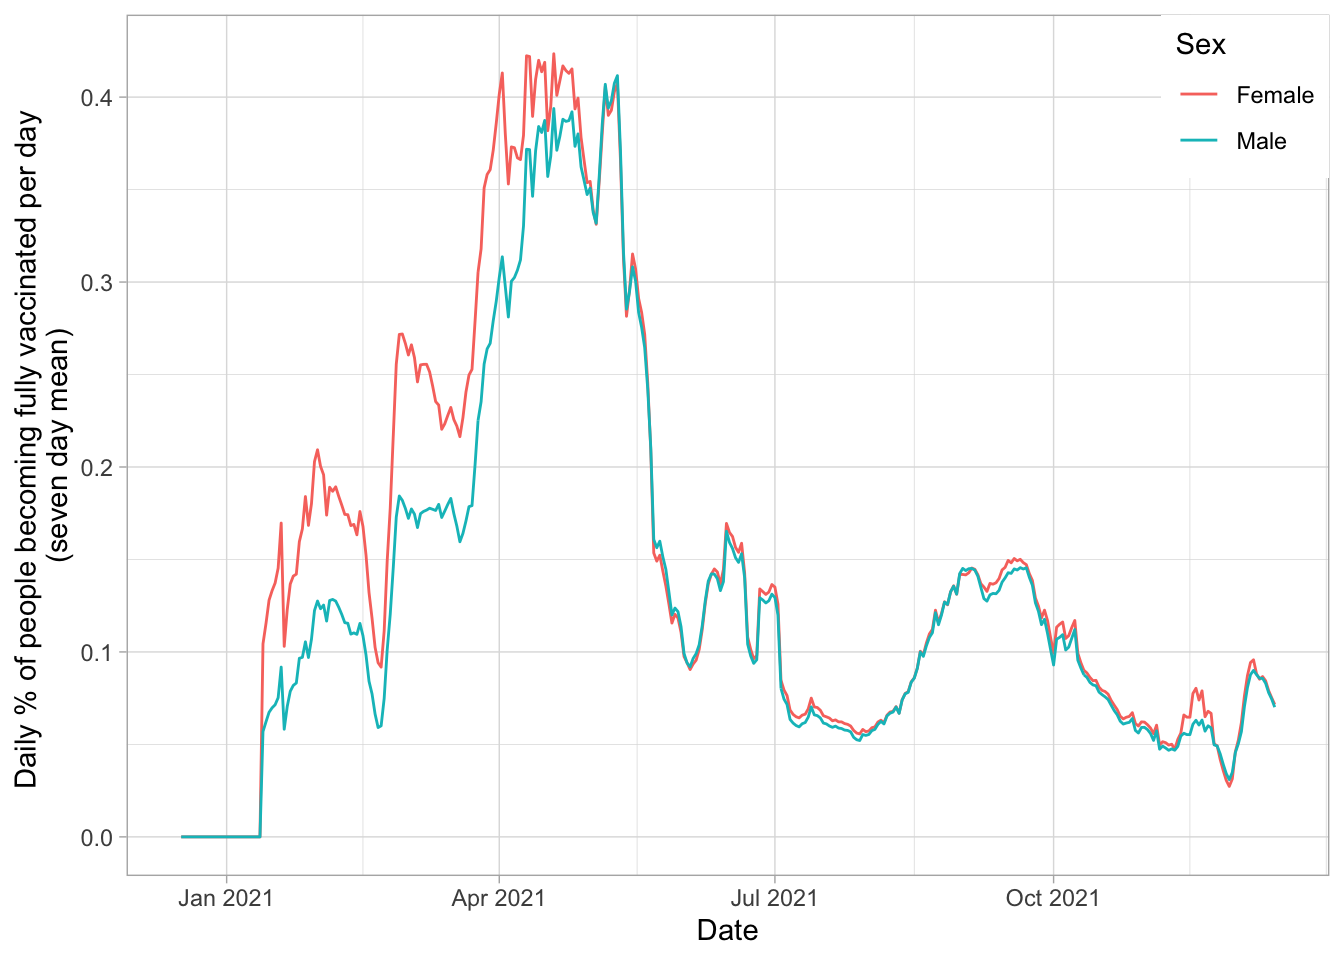 Sex
Female
Male
Daily % of people becoming fully vaccinated per day
(seven day mean)
0.4
0.3
0.2
0.1
0.0
Jan 2021
Apr 2021
Jul 2021
Oct 2021
Date